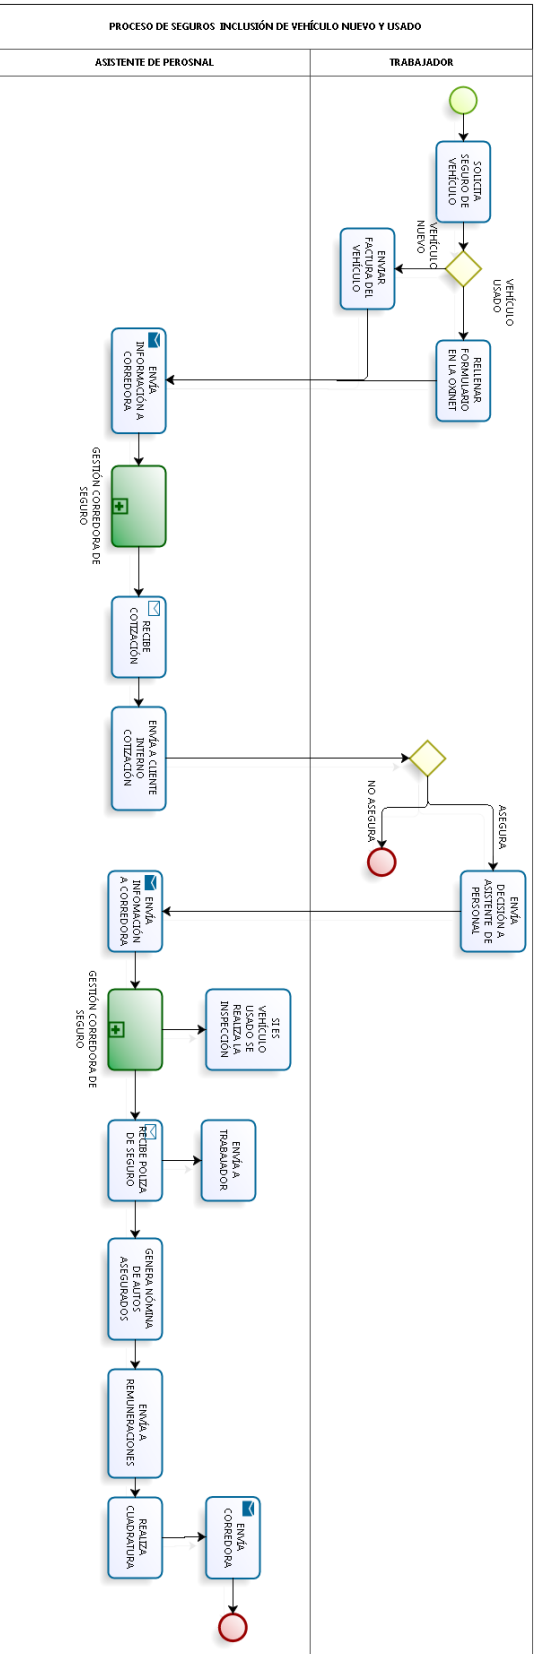 PROCESO DE SEGUROS INCLUSIÓN DE VEHÍCULO NUEVO Y USADO
ASISTENTE DE PEROSNAL
TRABAJADOR
SOLICITA
SEGURO DE
VEHÍCULO
VEHÍCULO
NUEVO
VEHÍCULO
USADO
ENVIAR
FACTURA DEL
VEHÍCULO
RELLENAR
FORMULARIO
EN LA OXINET
ENVÍA
INFORMACIÓN A
CORREDORA
GESTIÓN CORREDORA DE
SEGURO
RECIBE
COTIZACIÓN
ENVÍA A CLIENTE
INTERNO
COTIZACIÓN
NO ASEGURA
ASEGURA
ENVÍA
DECISIÓN A
ASISTENTE DE
PERSONAL
ENVÍA
INFOMACIÓN
A CORREDORA
GESTIÓN CORREDORA DE
SEGURO
SI ES
VEHÍCULO
USADO SE
REALIZA LA
INSPECCIÓN
RECIBE POLIZA
DE SEGURO
ENVÍA A
TRABAJADOR
GENERA NÓMINA
DE AUTOS
ASEGURADOS
ENVÍA A
REMUNERACIONES
REALIZA
CUADRATURA
ENVÍA
CORREDORA